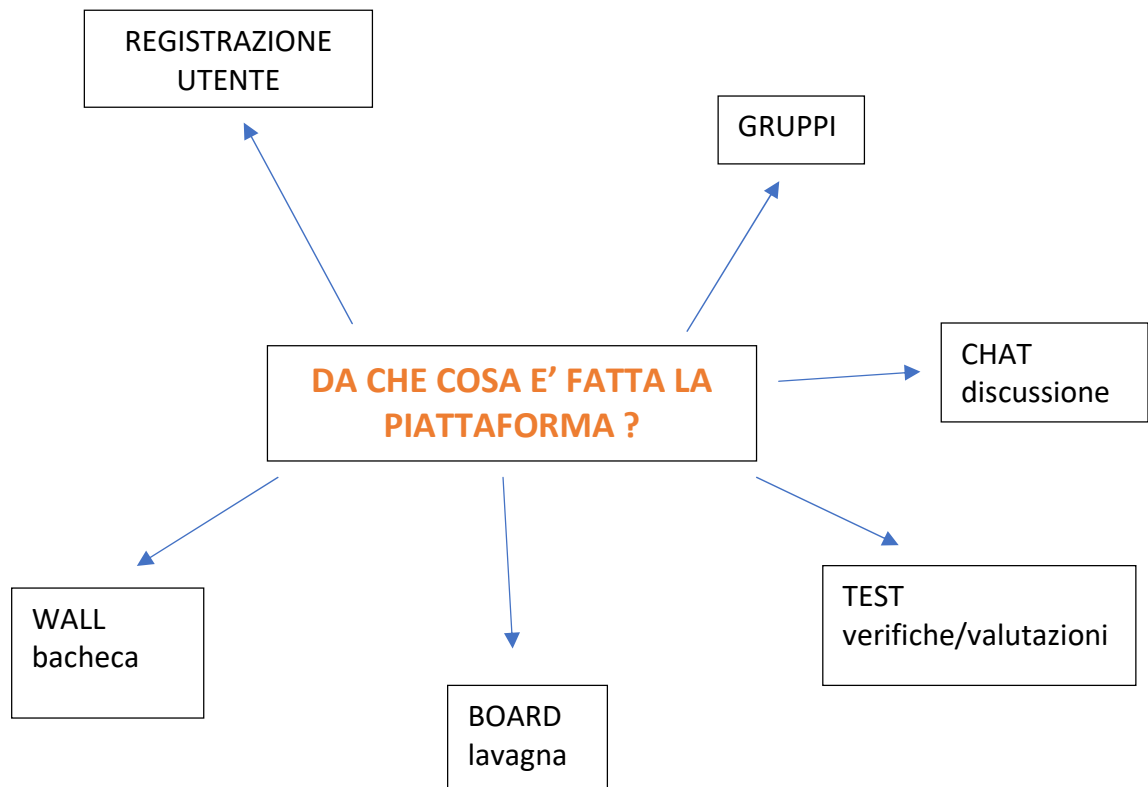 REGISTRAZIONE
UTENTE
GRUPPI
CHAT
discussione
DA CHE COSA E’ FATTA LA
PIATTAFORMA ?
TEST
verifiche/valutazioni
WALL
bacheca
BOARD
lavagna